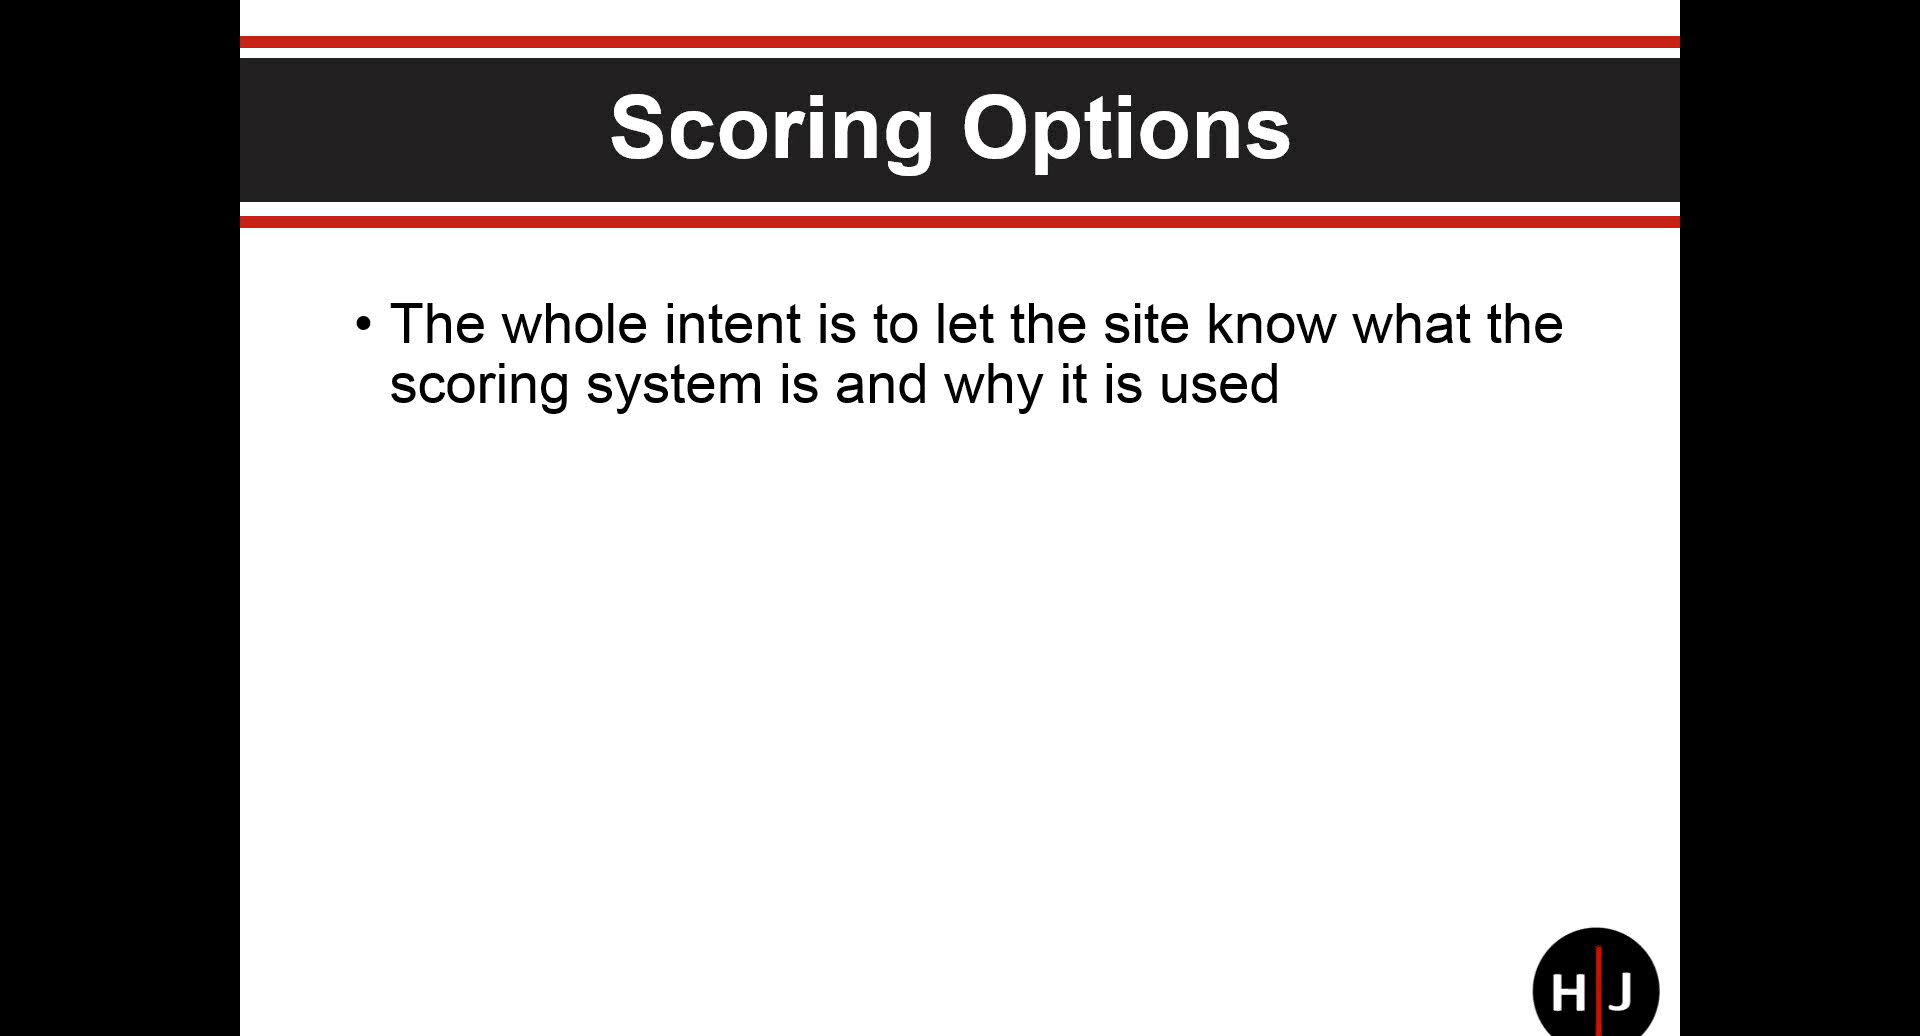 Scoring Options
• The whole intent is to let the site know what the
scoring system is and why it is used
H J